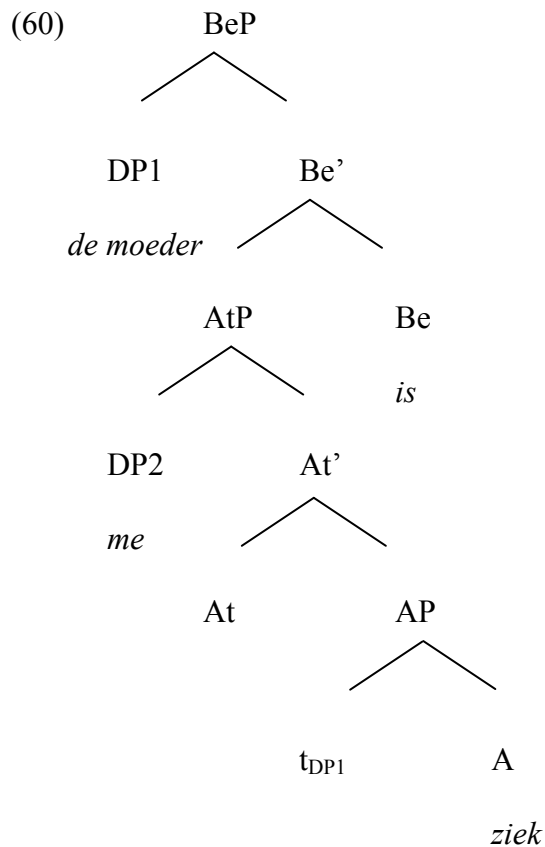 (60) BeP
DP1 Be’
de moeder
AtP Be
is
DP2 At’
me
At AP
tDP1 A
ziek